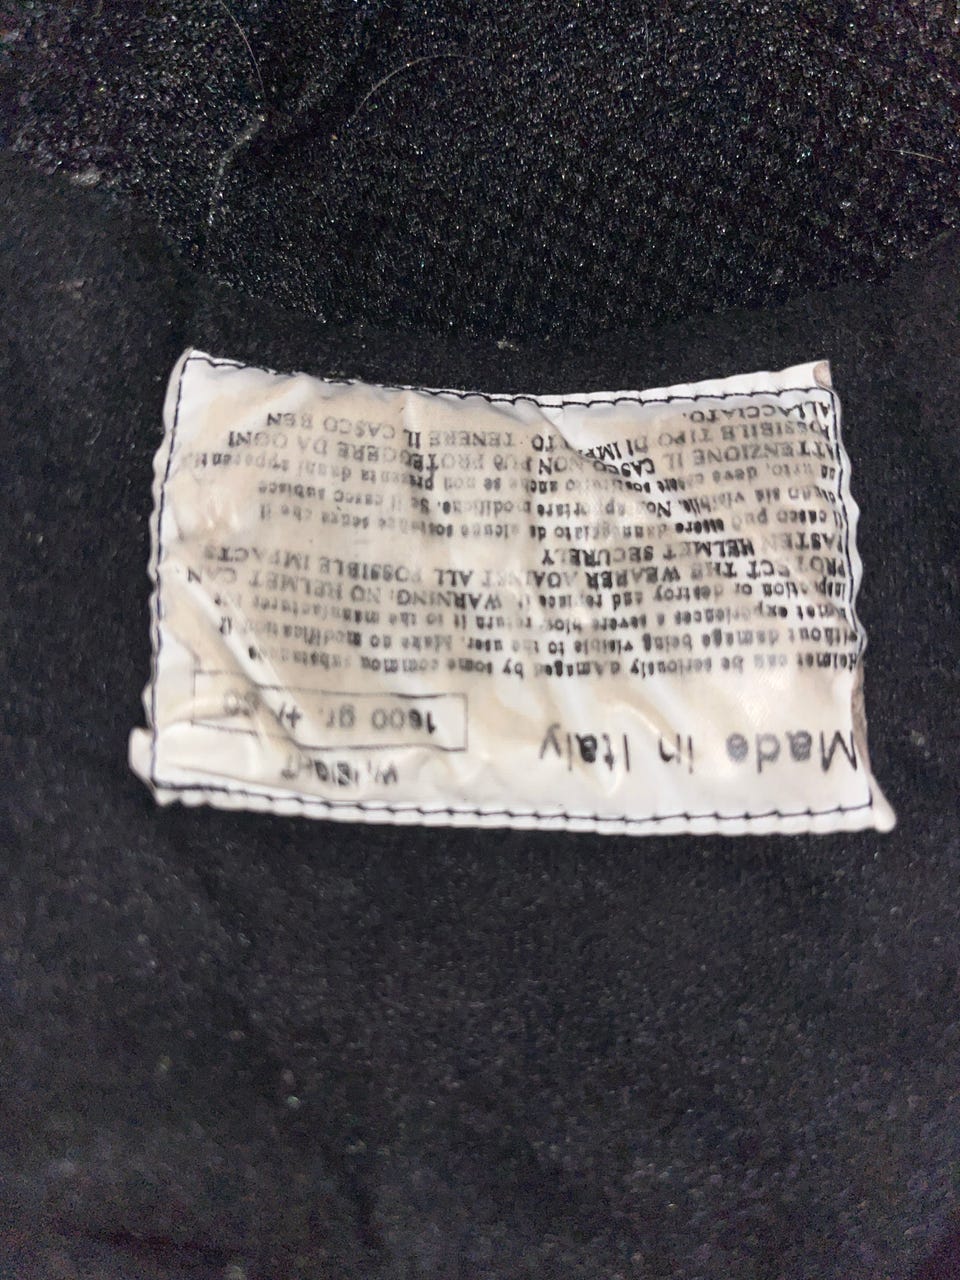 Made in Italy
WEIGHT
1600 gr. +/ 50
Helmet can be seriously damaged by some common substances
without damage being visible to the user. Make no modification If
helmet experiences a severe blow, return it to the manufacturer for
inspection or destroy and replace it WARNING: NO HELMET CAN
PROTECT THE WEARER AGAINST ALL POSSIBLE IMPACTS
FASTEN HELMET SECURELY
Il casco può essere danneggiato da alcune sostenze senza che il
danno sia visibile. Non apportare modifiche. Se il casco subisce
un urto, deve essere sostituito anche se non presenta danni apparenti
ATTENZIONE IL CASCO NON PUÒ PROTEGGERE DA OGNI
POSSIBILE TIPO DI IMPATTO. TENERE IL CASCO BEN
ALLACCIATO.